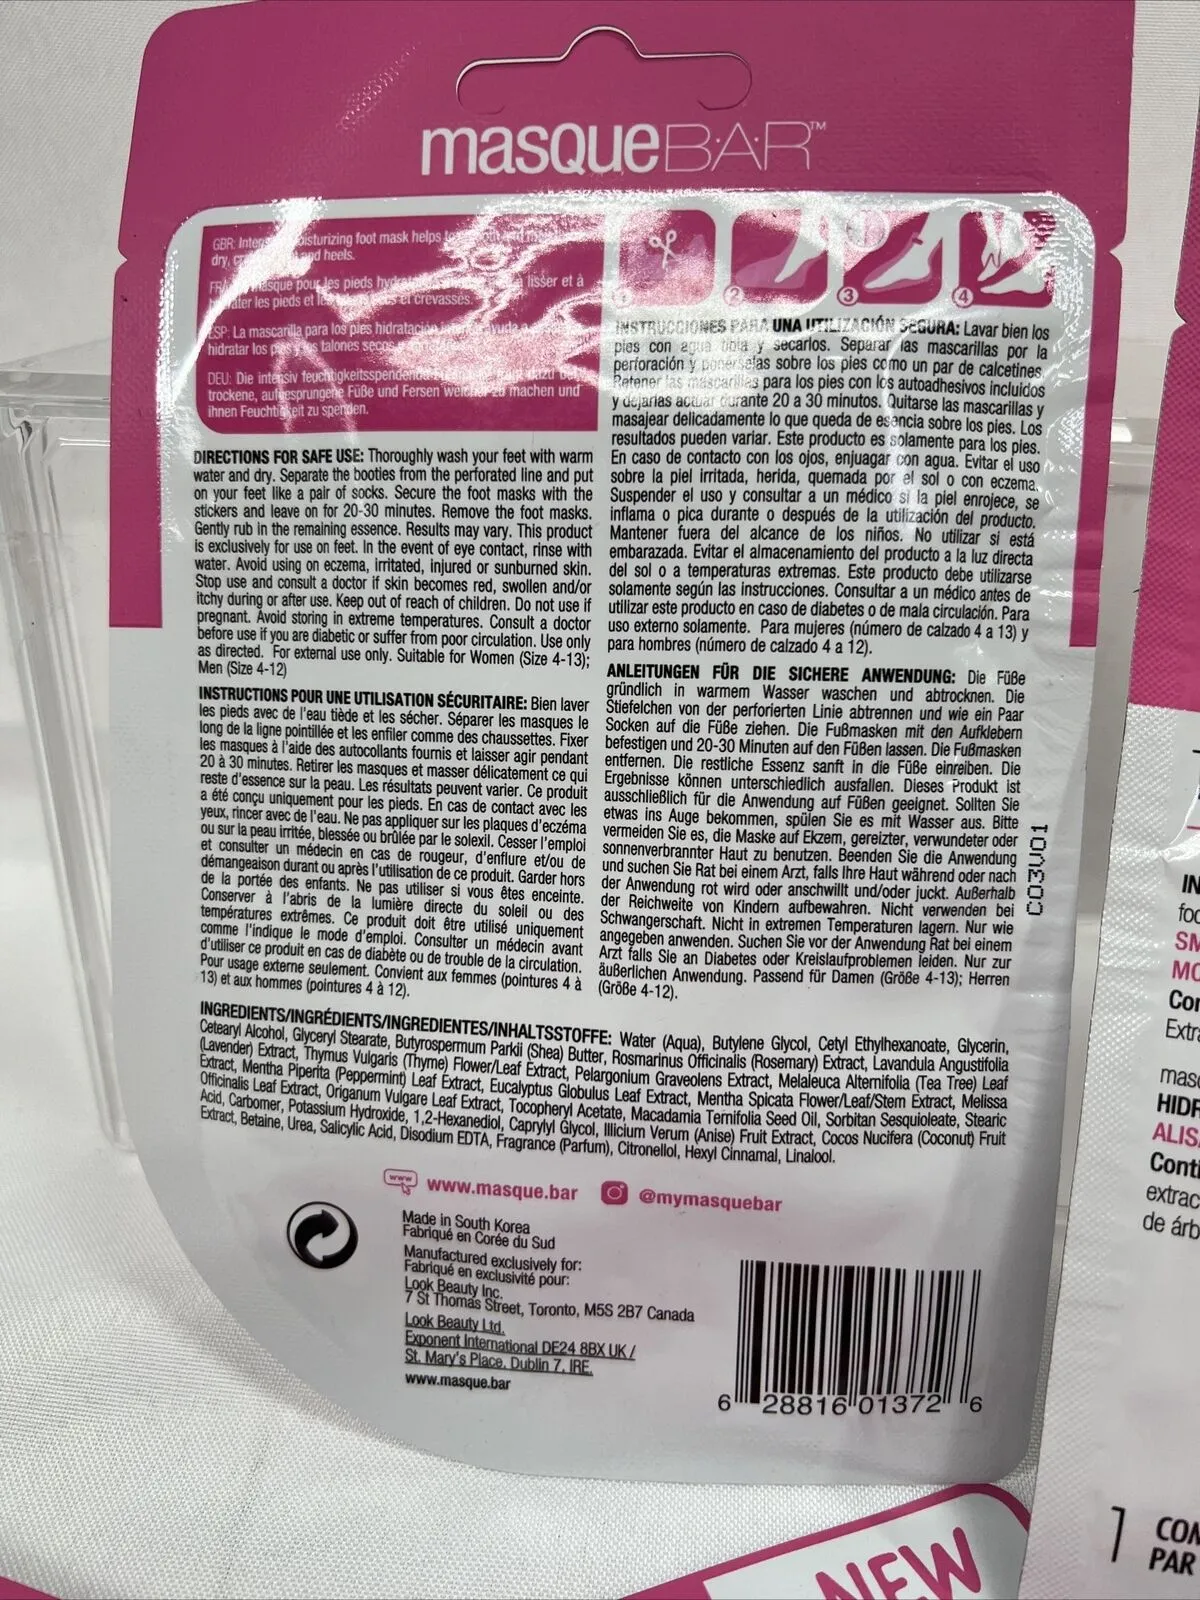 masqueBAR™
GBR: moisturizing foot mask helps
dry, and heels.
pour les pieds lisser et à
les pieds et et crevassés.
ESP: La mascarilla para los pies hidratación ayuda a
hidratar los pies y los talones secos
DEU: Die intensiv feuchtigkeitsspendende dazu
trockene, aufgesprungene Füße und Fersen weicher zu machen und
ihnen Feuchtigkeit zu spenden.
1
2
3
4
DIRECTIONS FOR SAFE USE: Thoroughly wash your feet with warm
water and dry. Separate the booties from the perforated line and put
on your feet like a pair of socks. Secure the foot masks with the
stickers and leave on for 20-30 minutes. Remove the foot masks.
Gently rub in the remaining essence. Results may vary. This product
is exclusively for use on feet. In the event of eye contact, rinse with
water. Avoid using on eczema, irritated, injured or sunburned skin.
Stop use and consult a doctor if skin becomes red, swollen and/or
itchy during or after use. Keep out of reach of children. Do not use if
pregnant. Avoid storing in extreme temperatures. Consult a doctor
before use if you are diabetic or suffer from poor circulation. Use only
as directed. For external use only. Suitable for Women (Size 4-13);
Men (Size 4-12)
INSTRUCTIONS POUR UNE UTILISATION SÉCURITAIRE: Bien laver
les pieds avec de l'eau tiède et les sécher. Séparer les masques le
long de la ligne pointillée et les enfiler comme des chaussettes. Fixer
les masques à l'aide des autocollants fournis et laisser agir pendant
20 à 30 minutes. Retirer les masques et masser délicatement ce qui
reste d'essence sur la peau. Les résultats peuvent varier. Ce produit
a été conçu uniquement pour les pieds. En cas de contact avec les
yeux, rincer avec de l'eau. Ne pas appliquer sur les plaques d'eczéma
ou sur la peau irritée, blessée ou brûlée par le solexil. Cesser l'emploi
et consulter un médecin en cas de rougeur, d'enflure et/ou de
démangeaison durant ou après l'utilisation de ce produit. Garder hors
de la portée des enfants. Ne pas utiliser si vous êtes enceinte.
Conserver à l'abris de la lumière directe du soleil ou des
températures extrêmes. Ce produit doit être utilisé uniquement
comme l'indique le mode d'emploi. Consulter un médecin avant
d'utiliser ce produit en cas de diabète ou de trouble de la circulation.
Pour usage externe seulement. Convient aux femmes (pointures 4 à
13) et aux hommes (pointures 4 à 12).
INSTRUCCIONES PARA UNA UTILIZACIÓN SEGURA: Lavar bien los
pies con agua tibia y secarlos. Separar las mascarillas por la
perforación y ponérselas sobre los pies como un par de calcetines.
Retener las mascarillas para los pies con los autoadhesivos incluidos
y dejarlas actuar durante 20 a 30 minutos. Quitarse las mascarillas y
masajear delicadamente lo que queda de esencia sobre los pies. Los
resultados pueden variar. Este producto es solamente para los pies.
En caso de contacto con los ojos, enjuagar con agua. Evitar el uso
sobre la piel irritada, herida, quemada por el sol o con eczema.
Suspender el uso y consultar a un médico si la piel enrojece, se
inflama o pica durante o después de la utilización del producto.
Mantener fuera del alcance de los niños. No utilizar si está
embarazada. Evitar el almacenamiento del producto a la luz directa
del sol o a temperaturas extremas. Este producto debe utilizarse
solamente según las instrucciones. Consultar a un médico antes de
utilizar este producto en caso de diabetes o de mala circulación. Para
uso externo solamente. Para mujeres (número de calzado 4 a 13) y
para hombres (número de calzado 4 a 12).
ANLEITUNGEN FÜR DIE SICHERE ANWENDUNG: Die Füße
gründlich in warmem Wasser waschen und abtrocknen. Die
Stiefelchen von der perforierten Linie abtrennen und wie ein Paar
Socken auf die Füße ziehen. Die Fußmasken mit den Aufklebern
befestigen und 20-30 Minuten auf den Füßen lassen. Die Fußmasken
entfernen. Die restliche Essenz sanft in die Füße einreiben. Die
Ergebnisse können unterschiedlich ausfallen. Dieses Produkt ist
ausschließlich für die Anwendung auf Füßen geeignet. Sollten Sie
etwas ins Auge bekommen, spülen Sie es mit Wasser aus. Bitte
vermeiden Sie es, die Maske auf Ekzem, gereizter, verwundeter oder
sonnenverbrannter Haut zu benutzen. Beenden Sie die Anwendung
und suchen Sie Rat bei einem Arzt, falls Ihre Haut während oder nach
der Anwendung rot wird oder anschwillt und/oder juckt. Außerhalb
der Reichweite von Kindern aufbewahren. Nicht verwenden bei
Schwangerschaft. Nicht in extremen Temperaturen lagern. Nur wie
angegeben anwenden. Suchen Sie vor der Anwendung Rat bei einem
Arzt falls Sie an Diabetes oder Kreislaufproblemen leiden. Nur zur
äußerlichen Anwendung. Passend für Damen (Größe 4-13); Herren
(Größe 4-12).
C03V01
INGREDIENTS/INGRÉDIENTS/INGREDIENTES/INHALTSSTOFFE: Water (Aqua), Butylene Glycol, Cetyl Ethylhexanoate, Glycerin,
Cetearyl Alcohol, Glyceryl Stearate, Butyrospermum Parkii (Shea) Butter, Rosmarinus Officinalis (Rosemary) Extract, Lavandula Angustifolia
(Lavender) Extract, Thymus Vulgaris (Thyme) Flower/Leaf Extract, Pelargonium Graveolens Extract, Melaleuca Alternifolia (Tea Tree) Leaf
Extract, Mentha Piperita (Peppermint) Leaf Extract, Eucalyptus Globulus Leaf Extract, Mentha Spicata Flower/Leaf/Stem Extract, Melissa
Officinalis Leaf Extract, Origanum Vulgare Leaf Extract, Tocopheryl Acetate, Macadamia Ternifolia Seed Oil, Sorbitan Sesquioleate, Stearic
Acid, Carbomer, Potassium Hydroxide, 1,2-Hexanediol, Caprylyl Glycol, Illicium Verum (Anise) Fruit Extract, Cocos Nucifera (Coconut) Fruit
Extract, Betaine, Urea, Salicylic Acid, Disodium EDTA, Fragrance (Parfum), Citronellol, Hexyl Cinnamal, Linalool.
www www.masque.bar @mymasquebar
Made in South Korea
Fabriqué en Corée du Sud
Manufactured exclusively for:
Fabriqué en exclusivité pour:
Look Beauty Inc.
7 St Thomas Street, Toronto, M5S 2B7 Canada
Look Beauty Ltd.
Exponent International DE24 8BX UK /
St. Mary's Place, Dublin 7, IRE.
www.masque.bar
6 28816 01372 6
NEW
IN
foo
SM
MO
Con
Extra
masc
HIDR
ALIS
Conti
extrac
de árb
1 CON
PAR